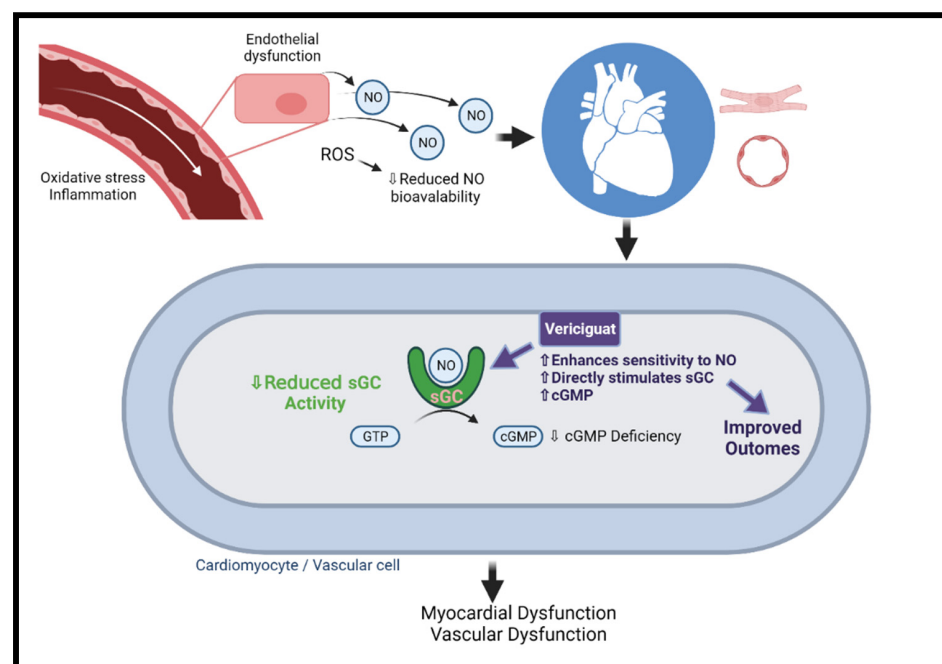 Endothelial
dysfunction
NO
NO
NO
ROS
⇩Reduced NO
bioavalability
Oxidative stress
Inflammation
Vericiguat
⇧Enhances sensitivity to NO
⇧Directly stimulates sGC
⇧cGMP
NO
sGC
⇩Reduced sGC
Activity
GTP
cGMP ⇩ cGMP Deficiency
Improved
Outcomes
Cardiomyocyte / Vascular cell
Myocardial Dysfunction
Vascular Dysfunction